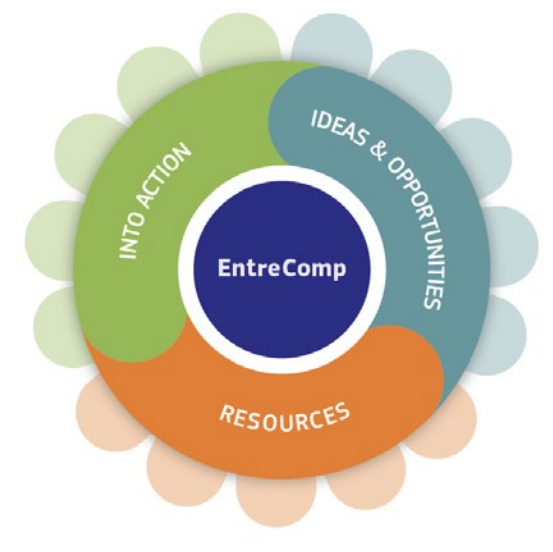 IDEAS & OPPORTUNITIES
INTO ACTION
EntreComp
RESOURCES